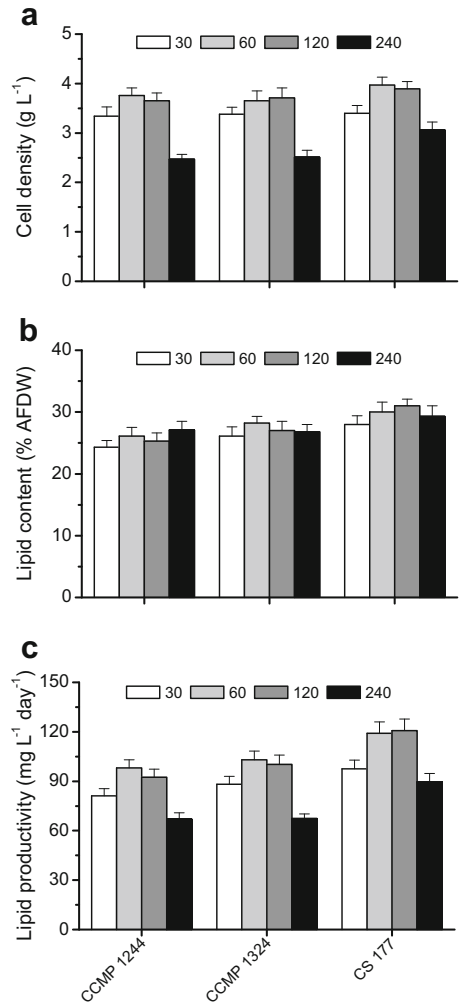 a
30 60 120 240
Cell density (g L⁻¹)
5
4
3
2
1
0
b
30 60 120 240
Lipid content (% AFDW)
40
30
20
10
0
c
30 60 120 240
Lipid productivity (mg L⁻¹ day⁻¹)
150
120
90
60
30
0
CCMP 1244
CCMP 1324
CS 177